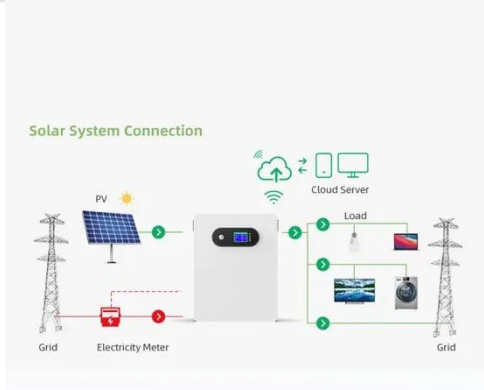 Solar System Connection
Cloud Server
PV
Load
Grid
Electricity Meter
Grid